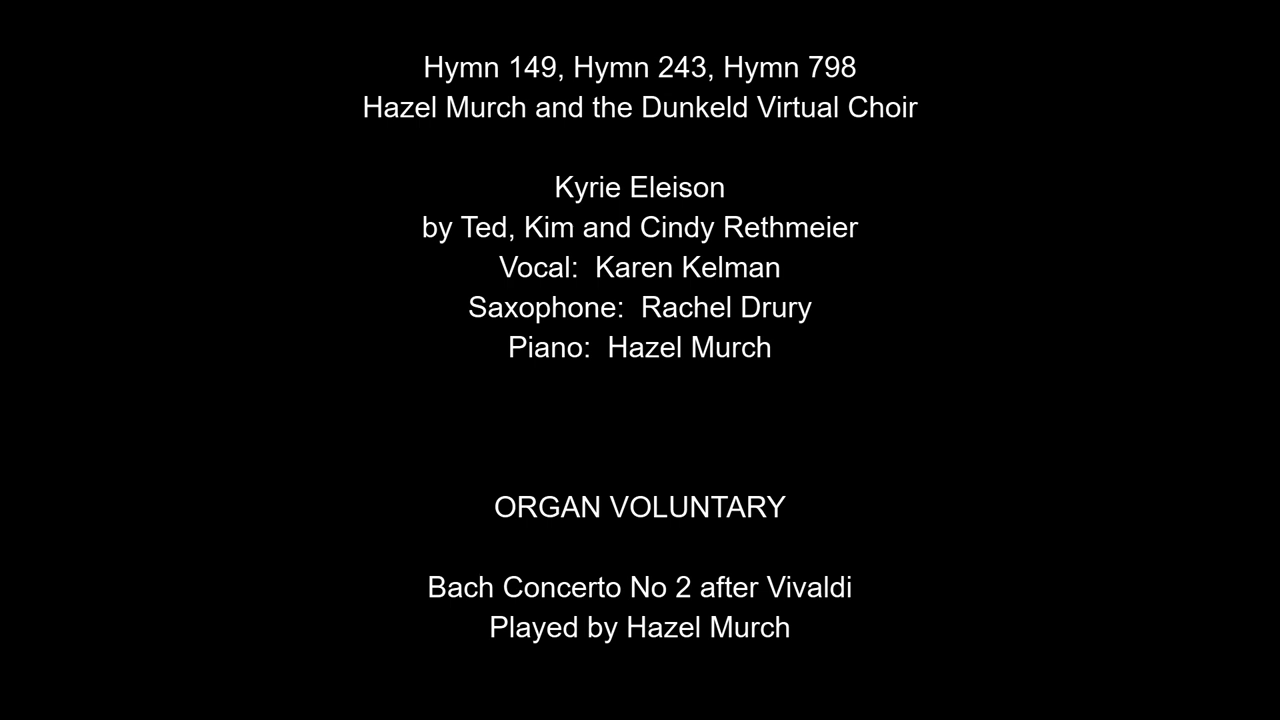 Hymn 149, Hymn 243, Hymn 798
Hazel Murch and the Dunkeld Virtual Choir
Kyrie Eleison
by Ted, Kim and Cindy Rethmeier
Vocal:  Karen Kelman
Saxophone:  Rachel Drury
Piano:  Hazel Murch
ORGAN VOLUNTARY
Bach Concerto No 2 after Vivaldi
Played by Hazel Murch